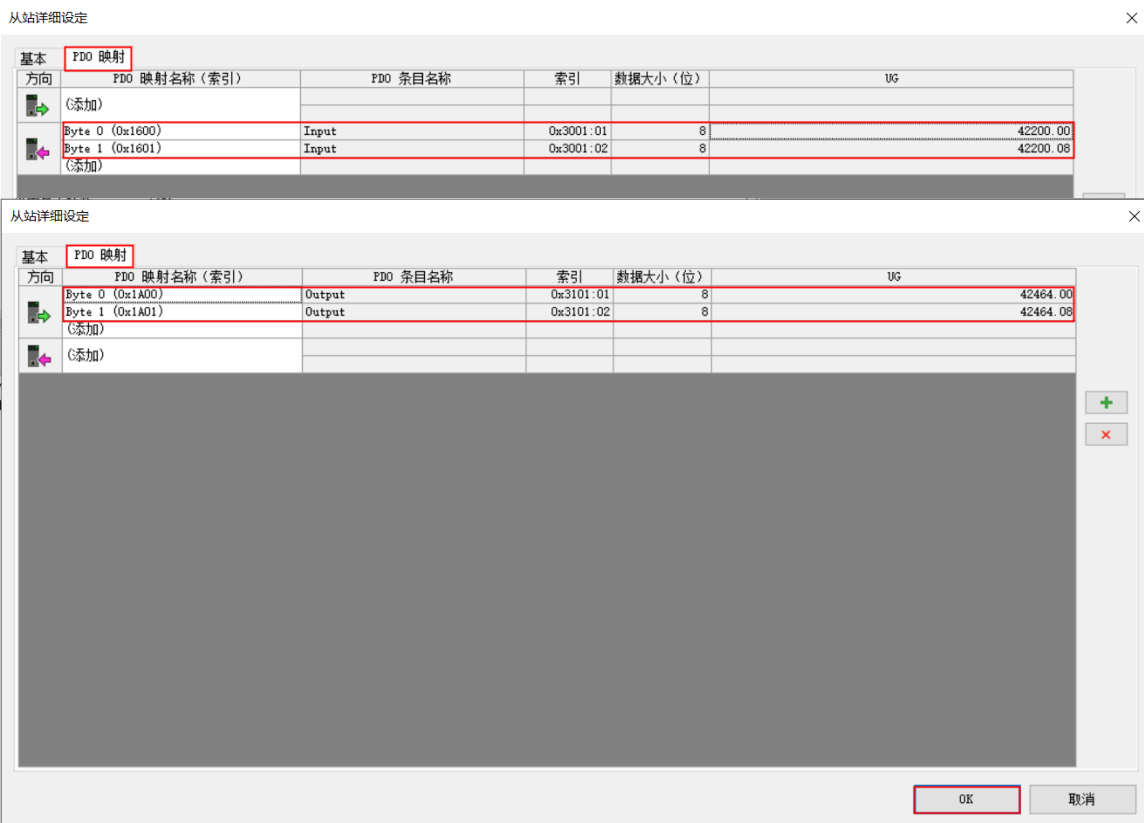 从站详细设定
基本 PDO 映射
方向 PDO 映射名称（索引） PDO 条目名称 索引 数据大小（位） UG
(添加)
Byte 0 (0x1600) Input 0x3001:01 8 42200.00
Byte 1 (0x1601) Input 0x3001:02 8 42200.08
(添加)
从站详细设定
基本 PDO 映射
方向 PDO 映射名称（索引） PDO 条目名称 索引 数据大小（位） UG
Byte 0 (0x1A00) Output 0x3101:01 8 42464.00
Byte 1 (0x1A01) Output 0x3101:02 8 42464.08
(添加)
(添加)
OK 取消